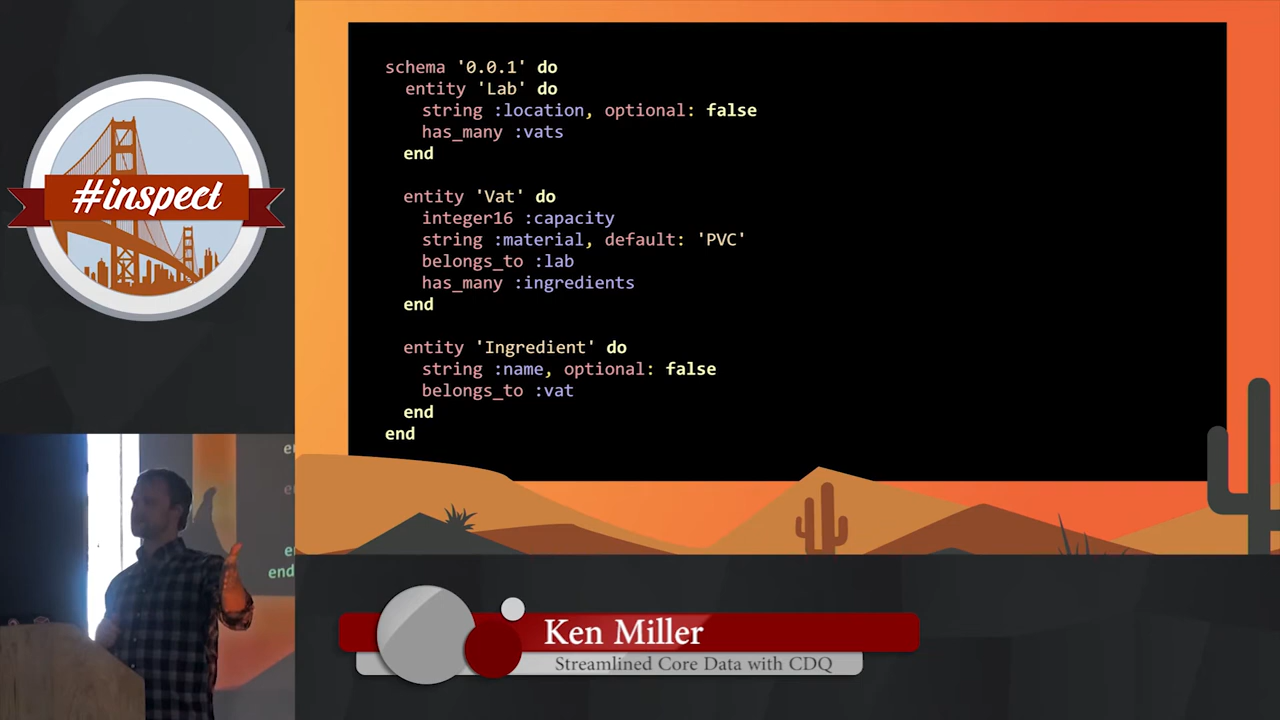 #inspect
schema '0.0.1' do
entity 'Lab' do
string :location, optional: false
has_many :vats
end
entity 'Vat' do
integer16 :capacity
string :material, default: 'PVC'
belongs_to :lab
has_many :ingredients
end
entity 'Ingredient' do
string :name, optional: false
belongs_to :vat
end
end
end
Ken Miller
Streamlined Core Data with CDQ